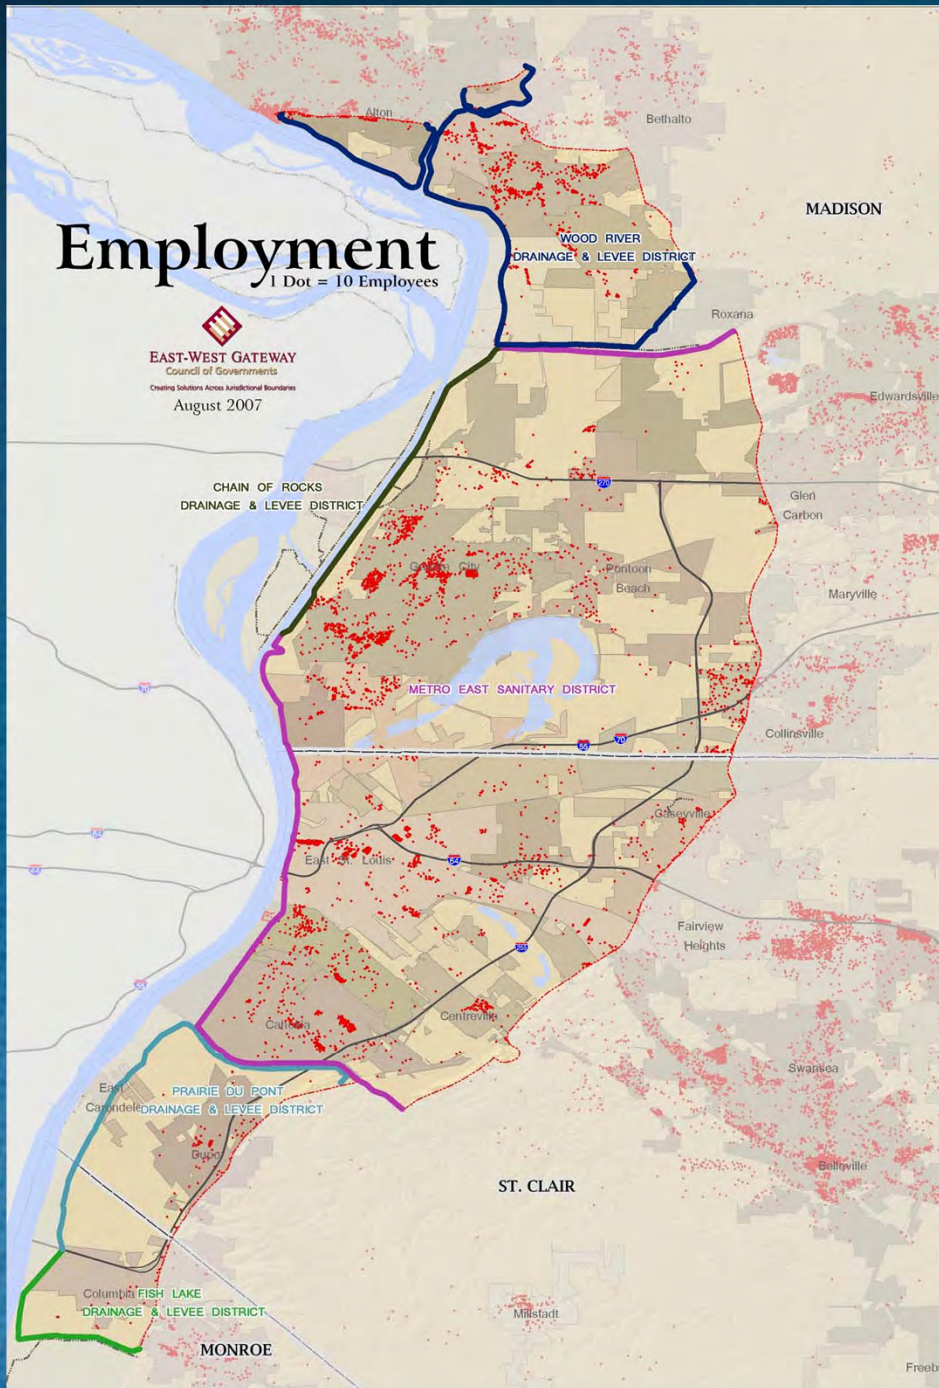 Alton
Bethalto
MADISON
Employment
1 Dot = 10 Employees
WOOD RIVER
DRAINAGE & LEVEE DISTRICT
Roxana
EAST-WEST GATEWAY
Council of Governments
Creating Solutions Across Jurisdictional Boundaries
August 2007
Edwardsville
CHAIN OF ROCKS
DRAINAGE & LEVEE DISTRICT
270
Glen
Carbon
Granite City
Pontoon
Beach
Maryville
METRO EAST SANITARY DISTRICT
70
55
70
Collinsville
64
44
East St. Louis
64
Caseyville
Fairview
Heights
255
55
Cahokia
Centreville
Swansea
East
Carondelet
PRAIRIE DU PONT
DRAINAGE & LEVEE DISTRICT
Dupo
Belleville
ST. CLAIR
Columbia
FISH LAKE
DRAINAGE & LEVEE DISTRICT
Millstadt
MONROE
Freebu